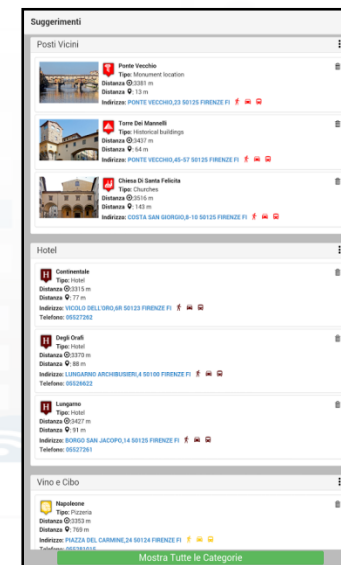 Suggerimenti
Posti Vicini
Ponte Vecchio
Tipo: Monument location
Distanza :3381 m
Distanza : 13 m
Indirizzo: PONTE VECCHIO,23 50125 FIRENZE FI
Torre Dei Mannelli
Tipo: Historical buildings
Distanza :3437 m
Distanza : 64 m
Indirizzo: PONTE VECCHIO,45-57 50125 FIRENZE FI
Chiesa Di Santa Felicita
Tipo: Churches
Distanza :3516 m
Distanza : 143 m
Indirizzo: COSTA SAN GIORGIO,8-10 50125 FIRENZE FI
Hotel
H Continentale
Tipo: Hotel
Distanza :3315 m
Distanza : 77 m
Indirizzo: VICOLO DELL'ORO,6R 50123 FIRENZE FI
Telefono: 05527262
H Degli Orafi
Tipo: Hotel
Distanza :3370 m
Distanza : 88 m
Indirizzo: LUNGARNO ARCHIBUSIERI,4 50100 FIRENZE FI
Telefono: 05526622
H Lungarno
Tipo: Hotel
Distanza :3427 m
Distanza : 91 m
Indirizzo: BORGO SAN JACOPO,14 50125 FIRENZE FI
Telefono: 05527261
Vino e Cibo
Napoleone
Tipo: Pizzeria
Distanza :3353 m
Distanza : 769 m
Indirizzo: PIAZZA DEL CARMINE,24 50124 FIRENZE FI
Mostra Tutte le Categorie